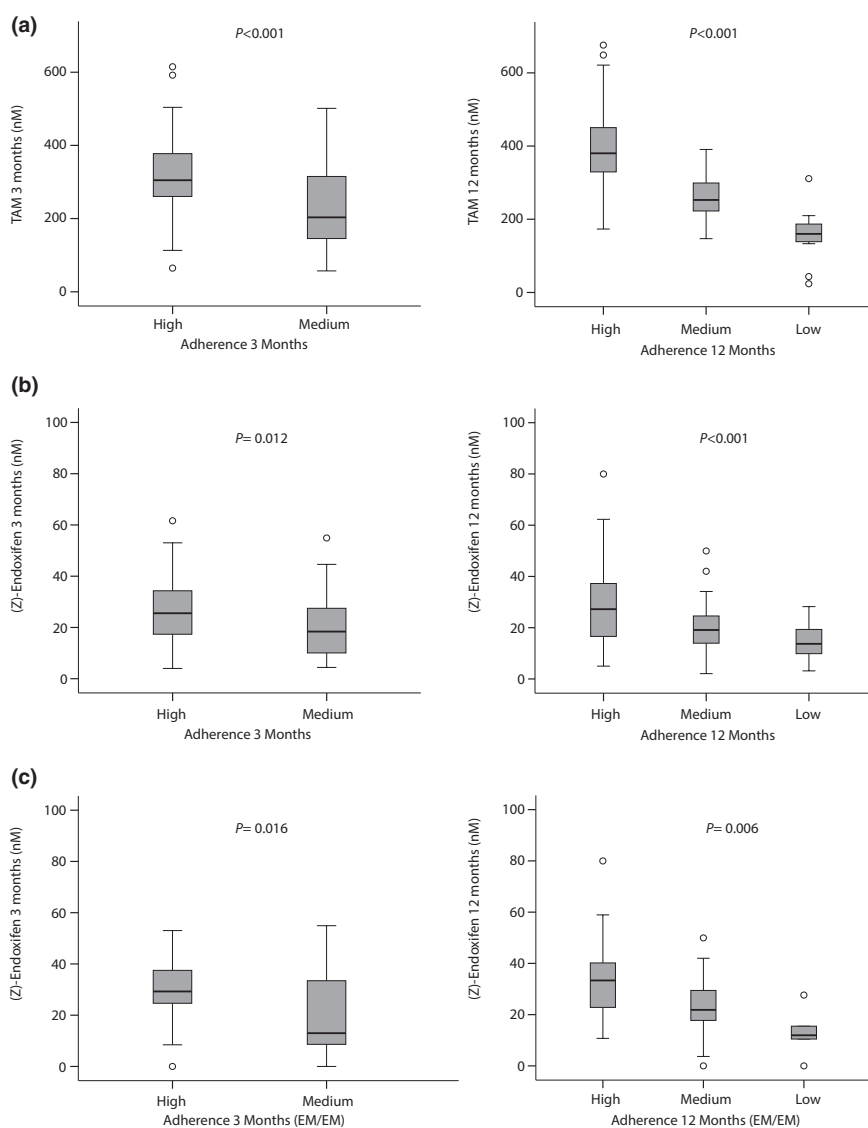 (a)
P<0.001
TAM 3 months (nM)
600
400
200
0
High
Medium
Adherence 3 Months
P<0.001
TAM 12 months (nM)
600
400
200
0
High
Medium
Low
Adherence 12 Months
(b)
P= 0.012
(Z)-Endoxifen 3 months (nM)
100
80
60
40
20
0
High
Medium
Adherence 3 Months
P<0.001
(Z)-Endoxifen 12 months (nM)
100
80
60
40
20
0
High
Medium
Low
Adherence 12 Months
(c)
P= 0.016
(Z)-Endoxifen 3 months (nM)
100
80
60
40
20
0
High
Medium
Adherence 3 Months (EM/EM)
P= 0.006
(Z)-Endoxifen 12 months (nM)
100
80
60
40
20
0
High
Medium
Low
Adherence 12 Months (EM/EM)